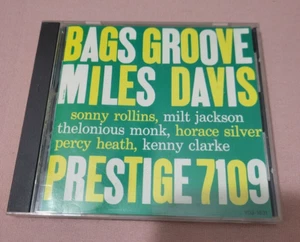 BAGS GROOVE
MILES DAVIS
sonny rollins, milt jackson
thelonious monk, horace silver
percy heath, kenny clarke
PRESTIGE 7109